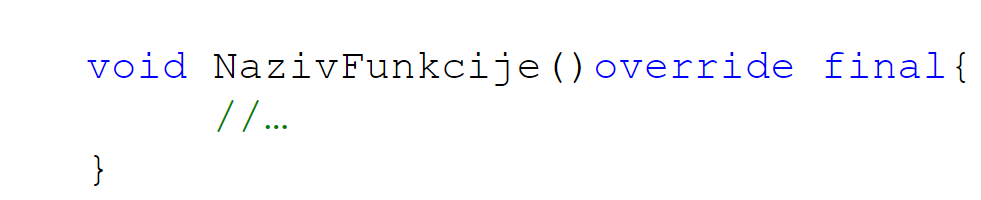 void NazivFunkcije()override final{
//…
}